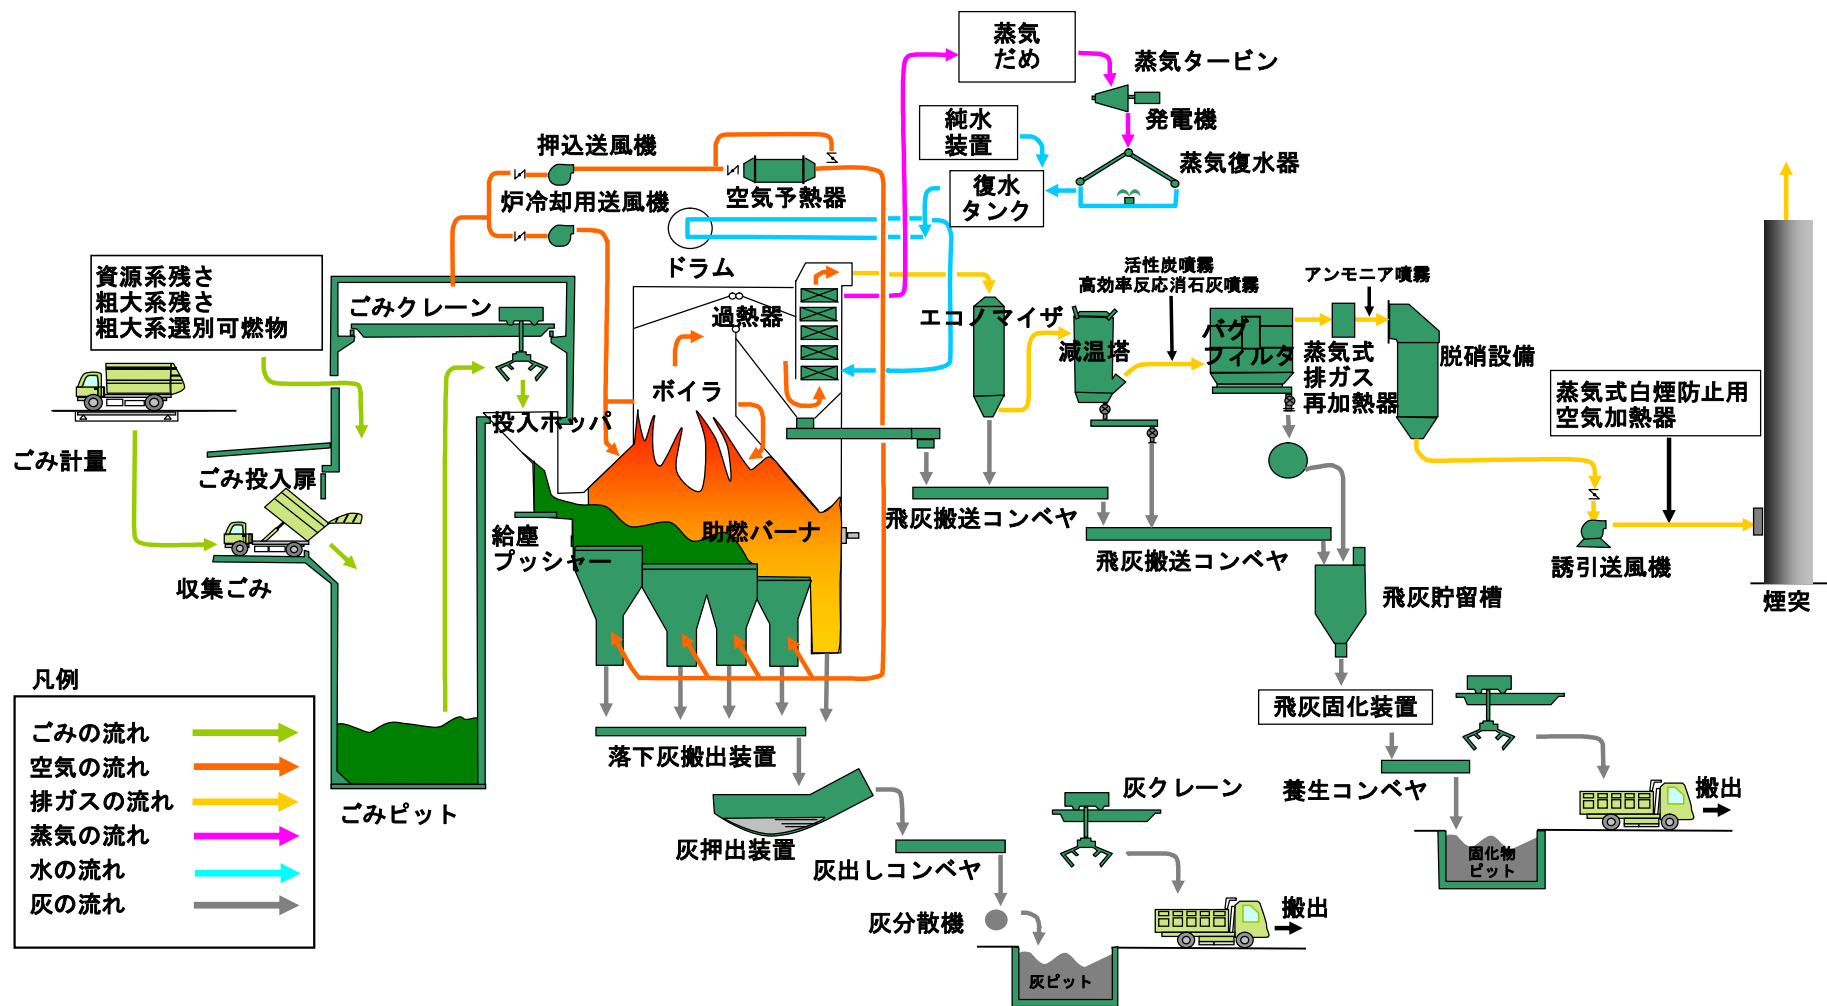 蒸気
だめ
蒸気タービン
発電機
純水
装置
蒸気復水器
復水
タンク
押込送風機
炉冷却用送風機
空気予熱器
ドラム
資源系残さ
粗大系残さ
粗大系選別可燃物
ごみクレーン
過熱器
エコノマイザ
活性炭噴霧
高効率反応消石灰噴霧
減温塔
バグ
フィルタ
アンモニア噴霧
蒸気式
排ガス
再加熱器
脱硝設備
蒸気式白煙防止用
空気加熱器
ボイラ
投入ホッパ
ごみ計量
ごみ投入扉
収集ごみ
給塵
プッシャー
助燃バーナ
飛灰搬送コンベヤ
飛灰搬送コンベヤ
飛灰貯留槽
誘引送風機
煙突
凡例
ごみの流れ
空気の流れ
排ガスの流れ
蒸気の流れ
水の流れ
灰の流れ
ごみピット
落下灰搬出装置
灰押出装置
灰出しコンベヤ
灰分散機
灰クレーン
灰ピット
搬出
飛灰固化装置
養生コンベヤ
固化物
ピット
搬出